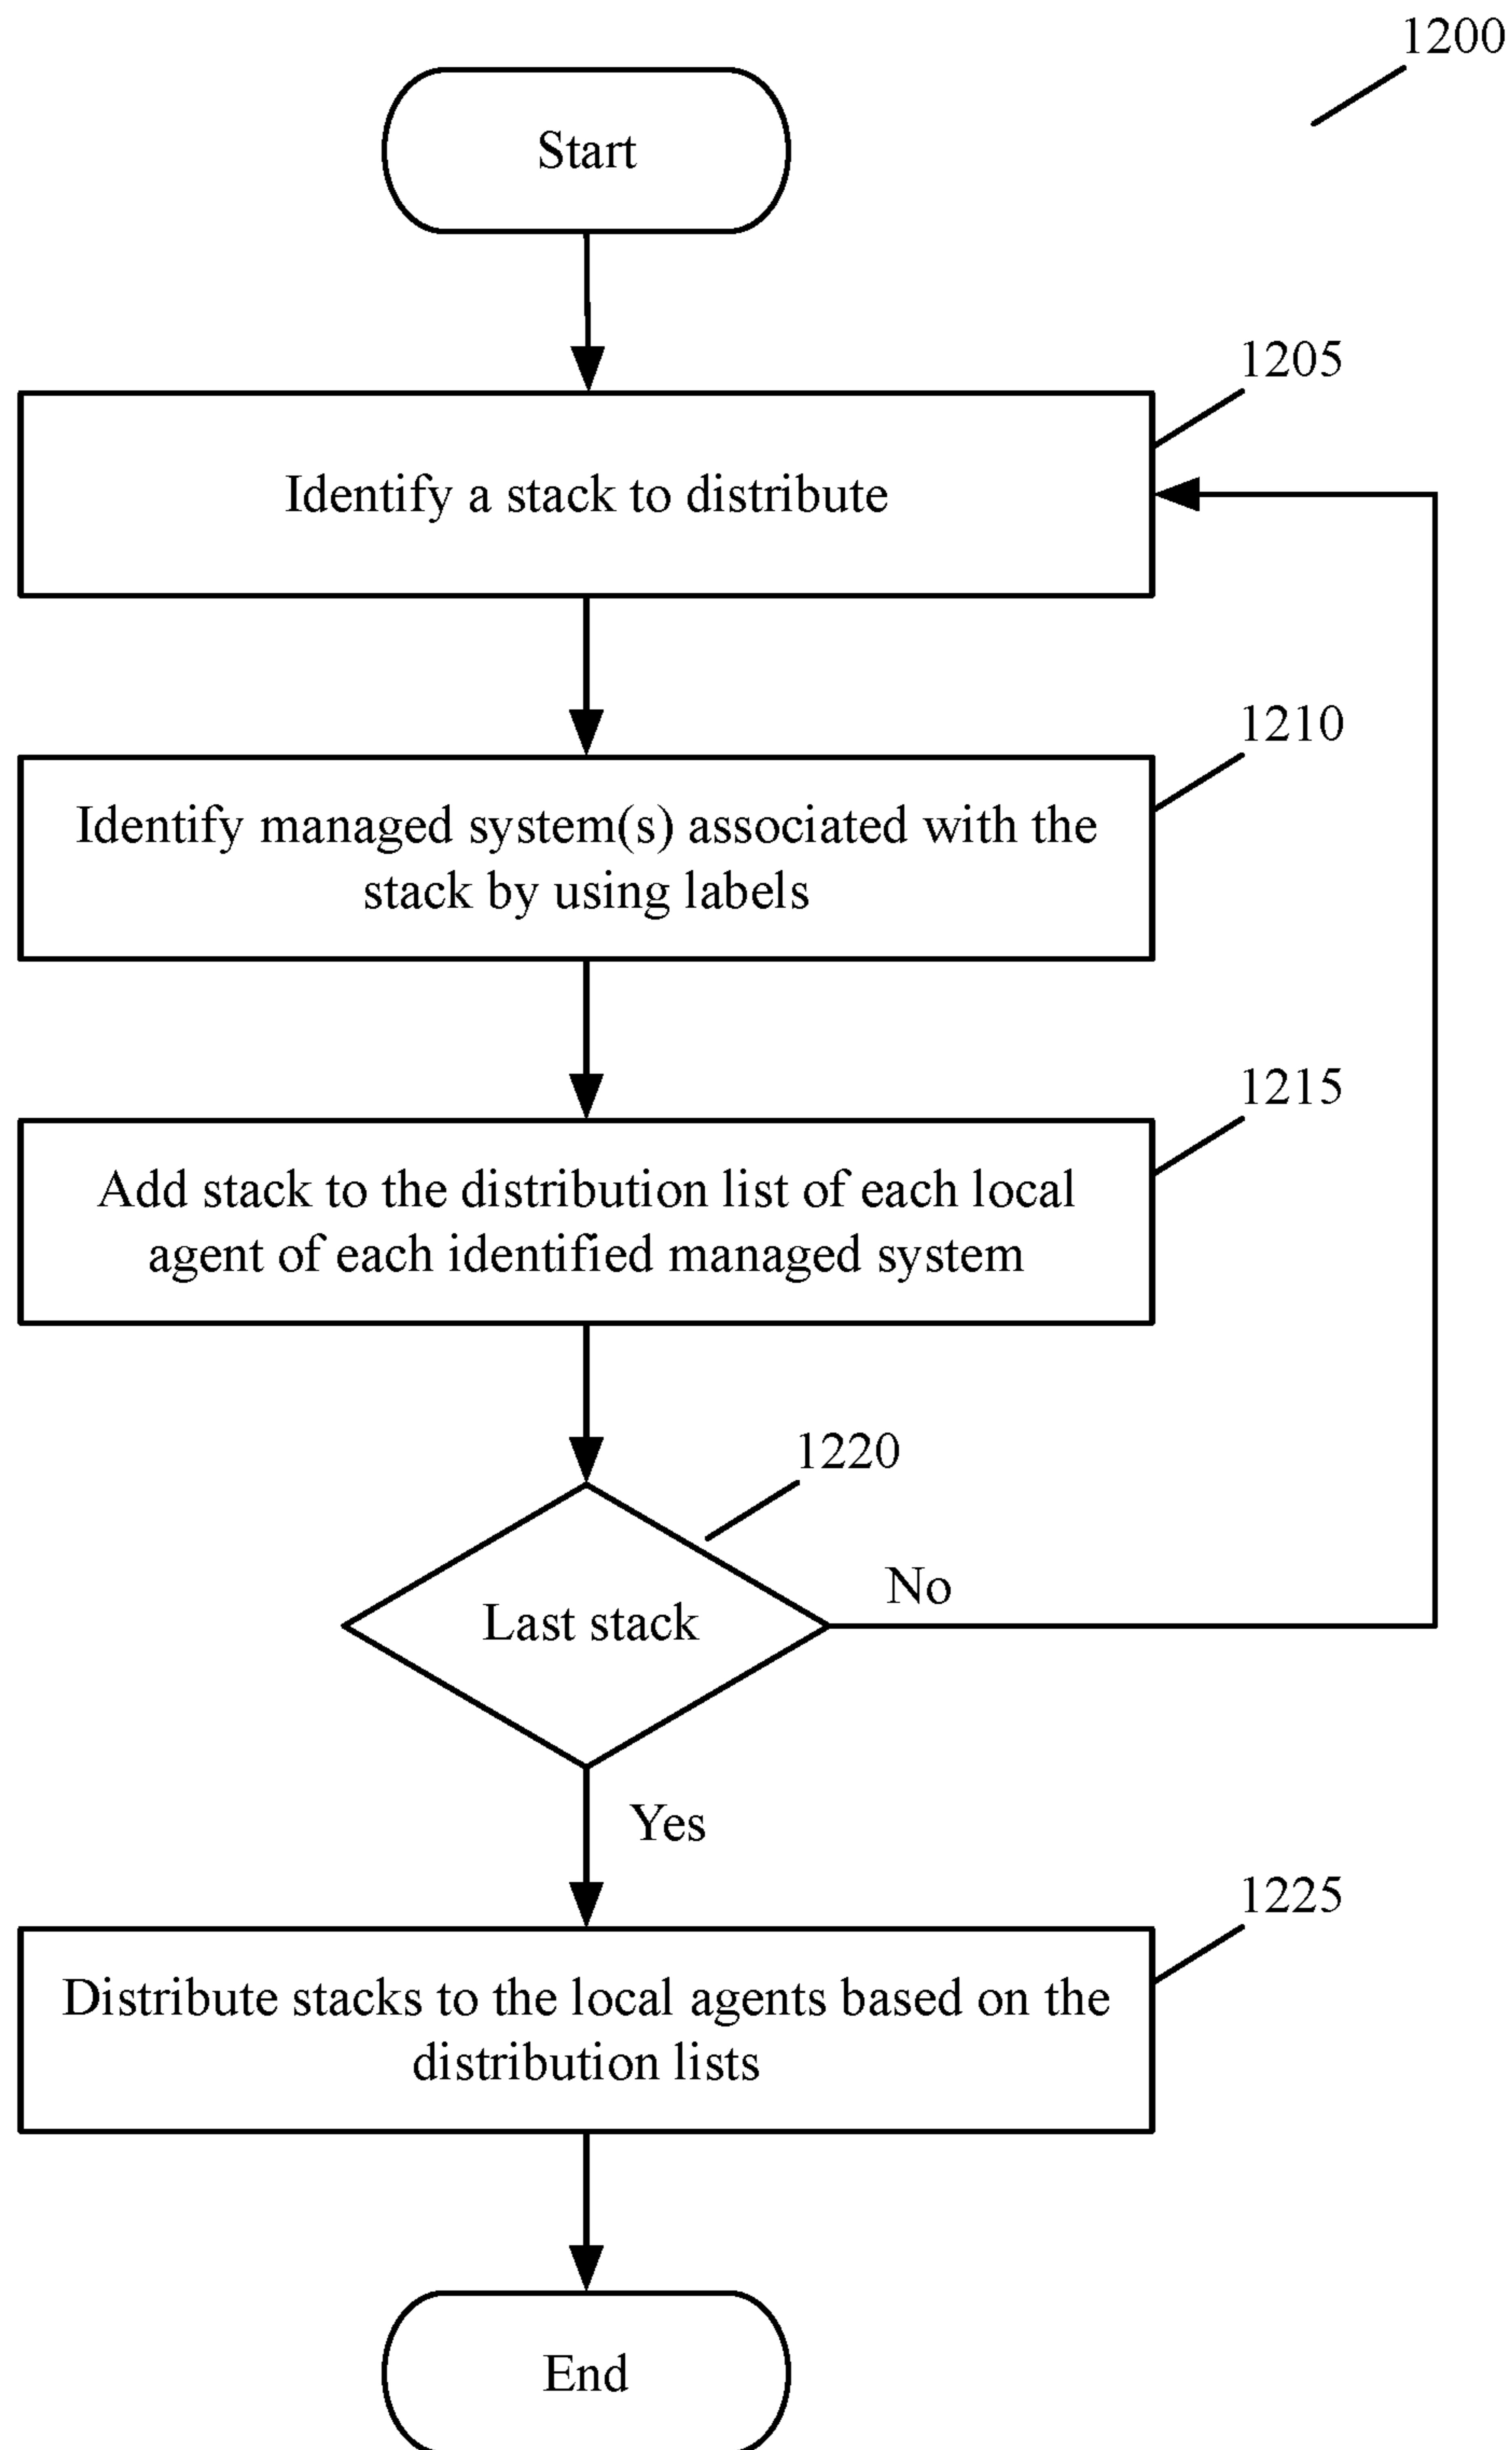 1200
Start
1205
Identify a stack to distribute
1210
Identify managed system(s) associated with the
stack by using labels
1215
Add stack to the distribution list of each local
agent of each identified managed system
1220
Last stack
No
Yes
1225
Distribute stacks to the local agents based on the
distribution lists
End